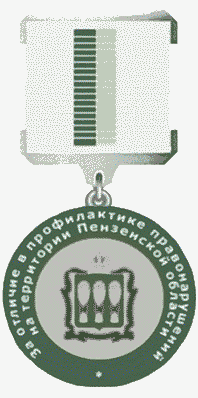 За отличие в профилактике правонарушений
на территории Пензенской области